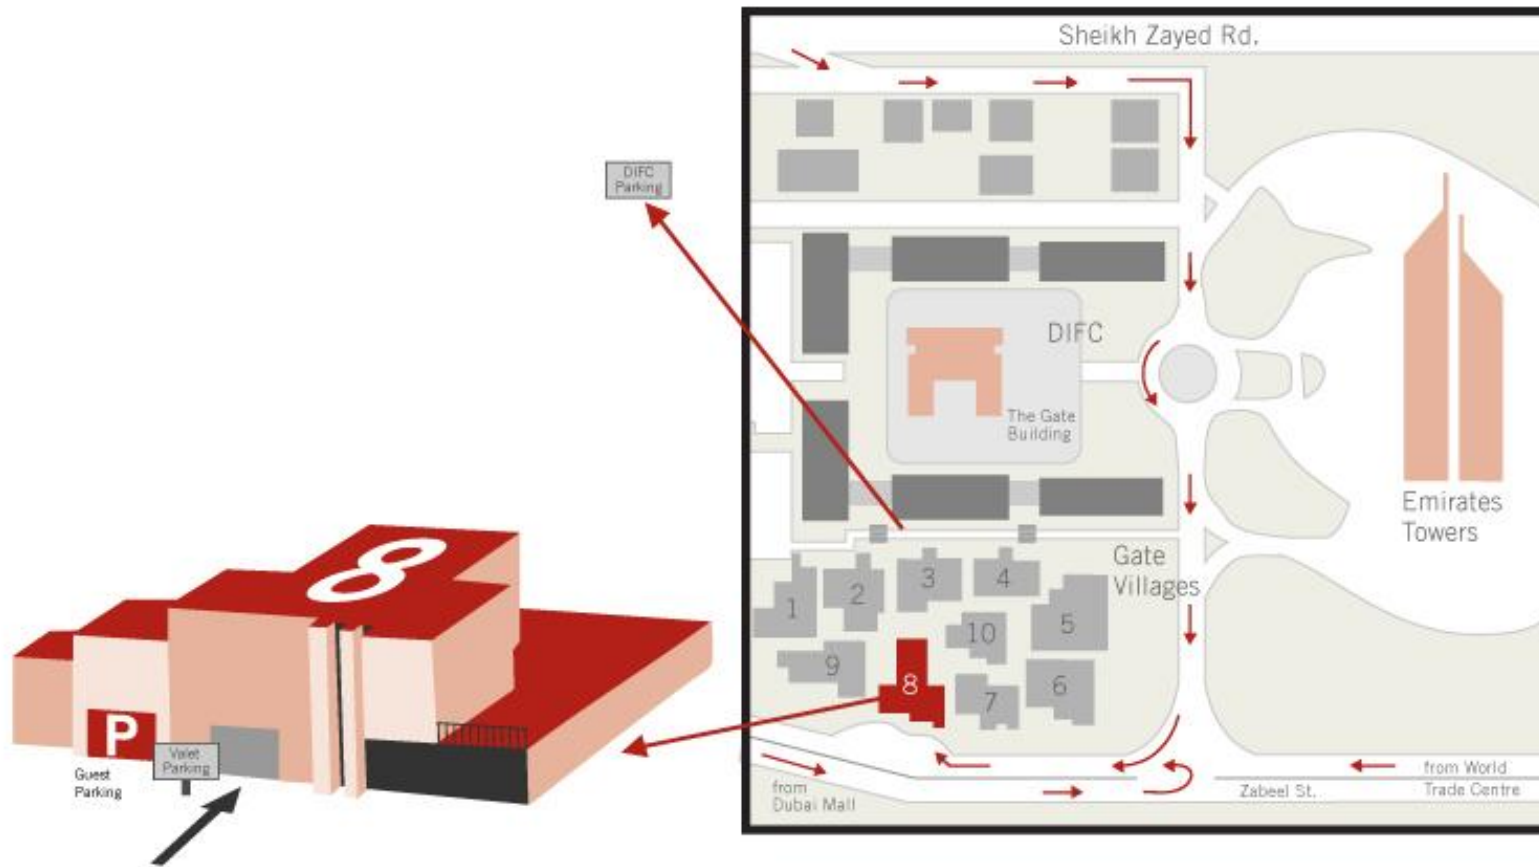 Sheikh Zayed Rd.
DIFC
Parking
DIFC
The Gate
Building
Emirates
Towers
Gate
Villages
1
2
3
4
5
10
9
8
7
6
8
P
Valet
Parking
Guest
Parking
from
Dubai Mall
Zabeel St.
from World
Trade Centre